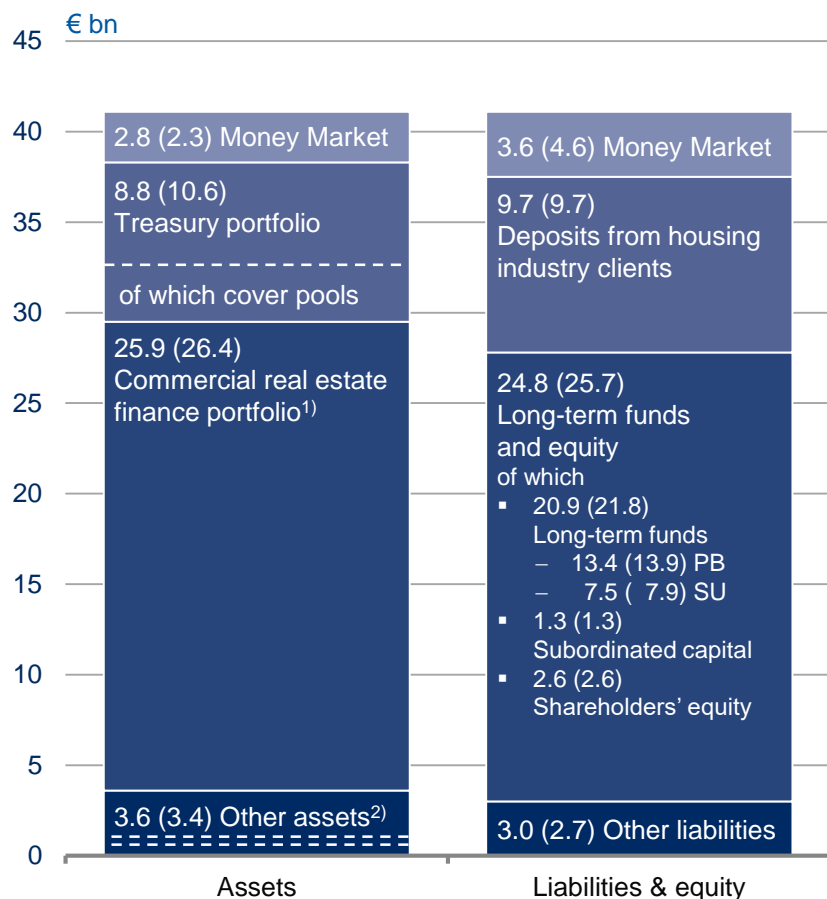 € bn
45
40
35
30
25
20
15
10
5
0
2.8 (2.3) Money Market
8.8 (10.6)
Treasury portfolio
of which cover pools
25.9 (26.4)
Commercial real estate
finance portfolio1)
3.6 (3.4) Other assets2)
Assets
3.6 (4.6) Money Market
9.7 (9.7)
Deposits from housing
industry clients
24.8 (25.7)
Long-term funds
and equity
of which
▪ 20.9 (21.8)
Long-term funds
– 13.4 (13.9) PB
– 7.5 ( 7.9) SU
▪ 1.3 (1.3)
Subordinated capital
▪ 2.6 (2.6)
Shareholders’ equity
3.0 (2.7) Other liabilities
Liabilities & equity